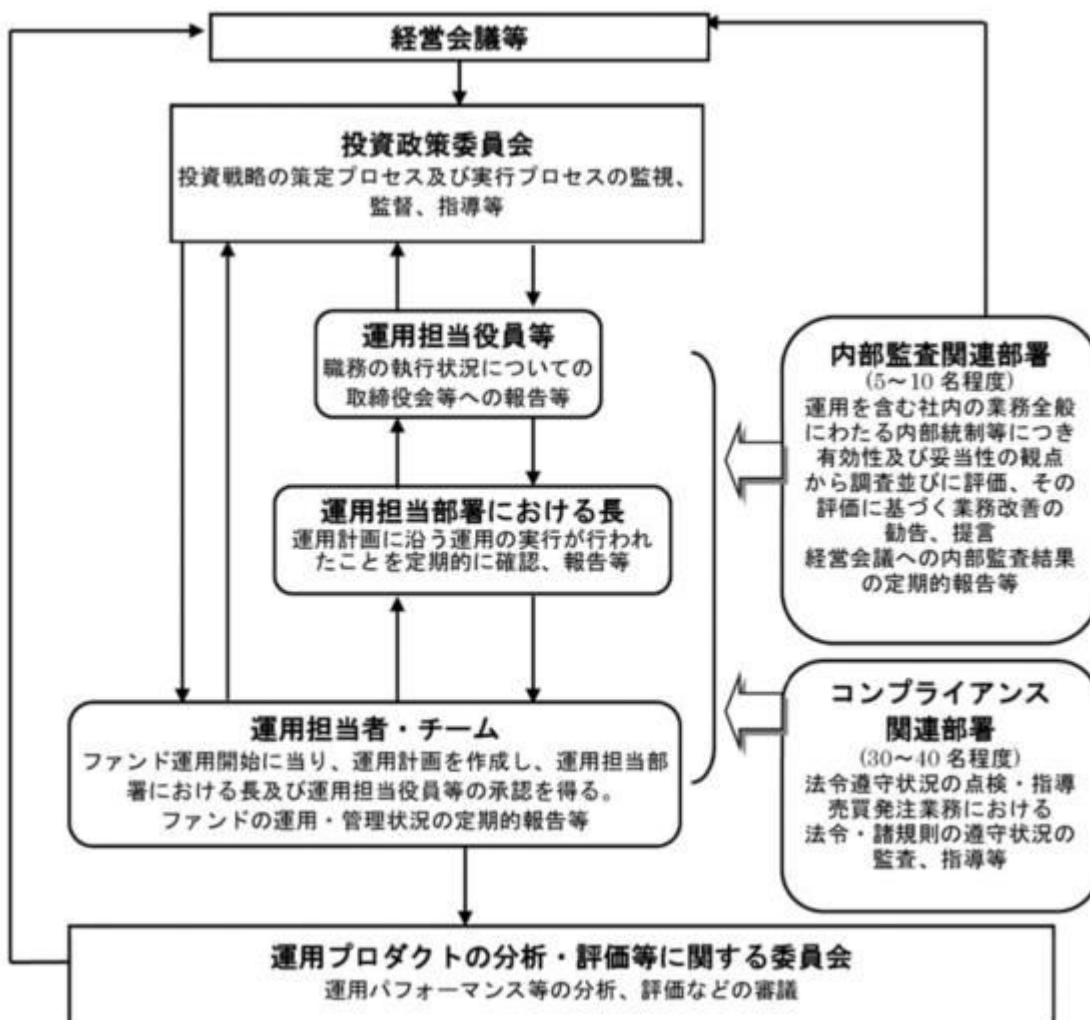 経営会議等
投資政策委員会
投資戦略の策定プロセス及び実行プロセスの監視、
監督、指導等
運用担当役員等
職務の執行状況についての
取締役会等への報告等
運用担当部署における長
運用計画に沿う運用の実行が行われ
たことを定期的に確認、報告等
運用担当者・チーム
ファンド運用開始に当り、運用計画を作成し、運用担当部
署における長及び運用担当役員等の承認を得る。
ファンドの運用・管理状況の定期的報告等
内部監査関連部署
(5～10 名程度)
運用を含む社内の業務全般
にわたる内部統制等につき
有効性及び妥当性の観点
から調査並びに評価、その
評価に基づく業務改善の
勧告、提言
経営会議への内部監査結果
の定期的報告等
コンプライアンス
関連部署
(30～40 名程度)
法令遵守状況の点検・指導
売買発注業務における
法令・諸規則の遵守状況の
監査、指導等
運用プロダクトの分析・評価等に関する委員会
運用パフォーマンス等の分析、評価などの審議